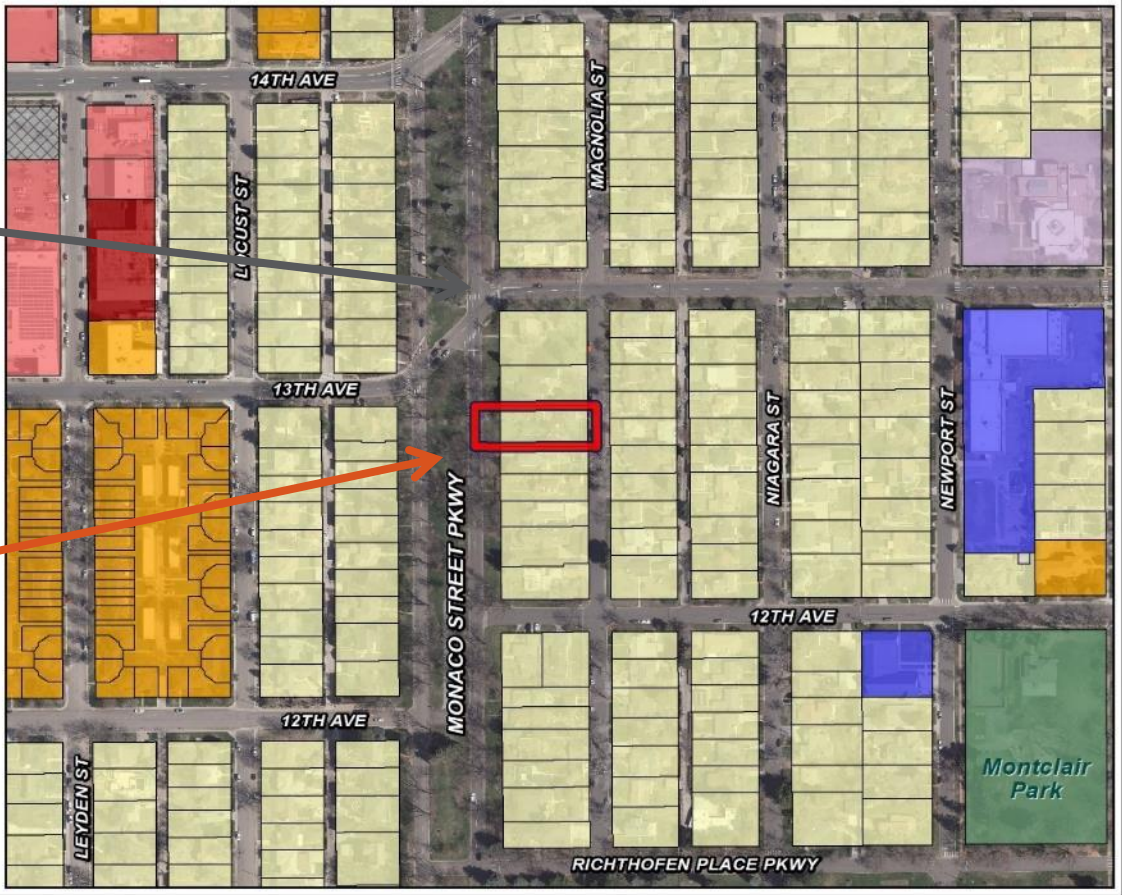 14TH AVE
MAGNOLIA ST
LOCUST ST
13TH AVE
NIAGARA ST
NEWPORT ST
MONACO STREET PKWY
12TH AVE
12TH AVE
LEYDEN ST
Montclair
Park
RICHTHOFEN PLACE PKWY